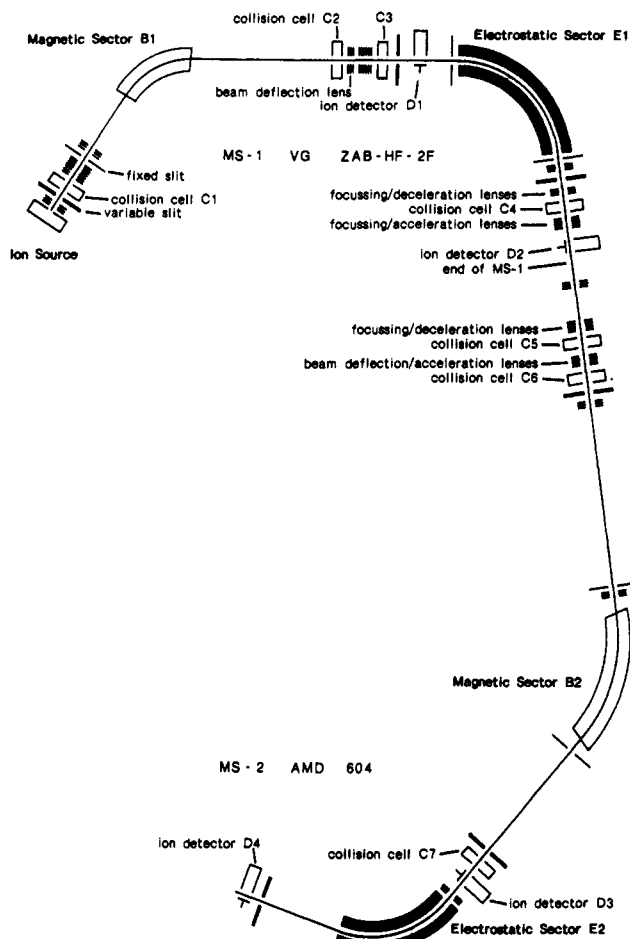 collision cell C2
C3
Magnetic Sector B1
Electrostatic Sector E1
beam deflection lens
ion detector D1
MS-1 VG ZAB-HF-2F
fixed slit
collision cell C1
variable slit
Ion Source
focussing/deceleration lenses
collision cell C4
focussing/acceleration lenses
ion detector D2
end of MS-1
focussing/deceleration lenses
collision cell C5
beam deflection/acceleration lenses
collision cell C6
Magnetic Sector B2
MS-2 AMD 604
ion detector D4
collision cell C7
ion detector D3
Electrostatic Sector E2